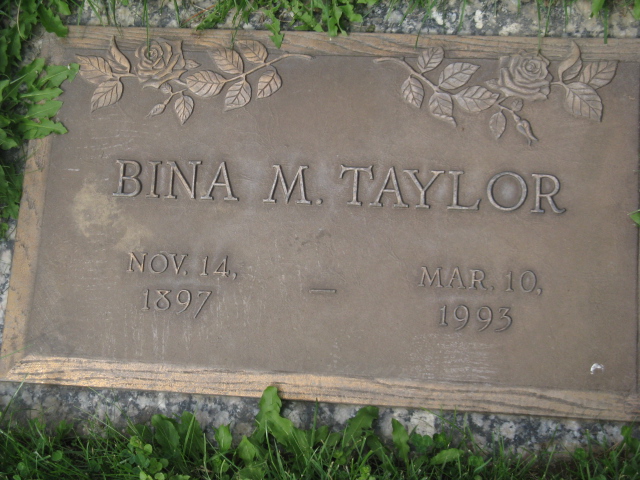 BINA M. TAYLOR
NOV. 14, MAR. 10,
1897 — 1993